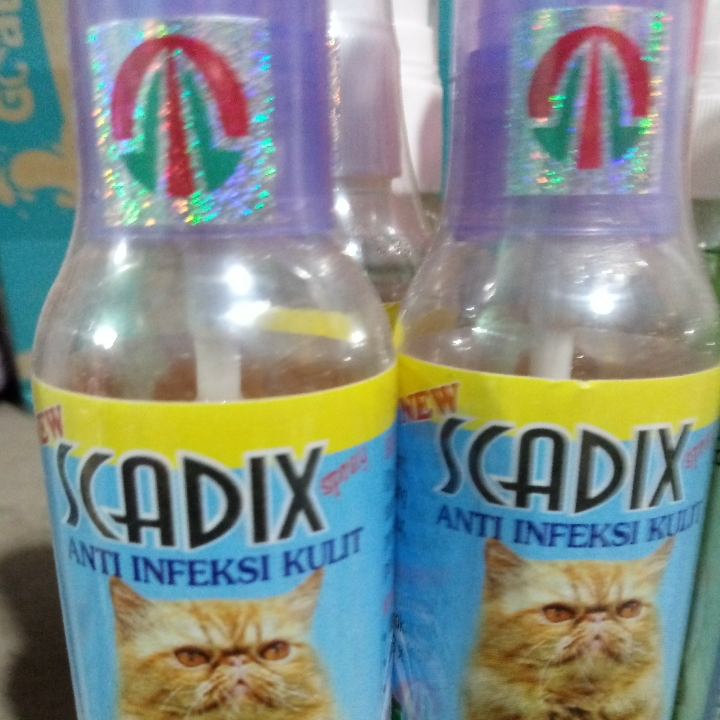 NEW
SCADIX
spray
ANTI INFEKSI KULIT
NEW
SCADIX
ANTI INFEKSI KULIT